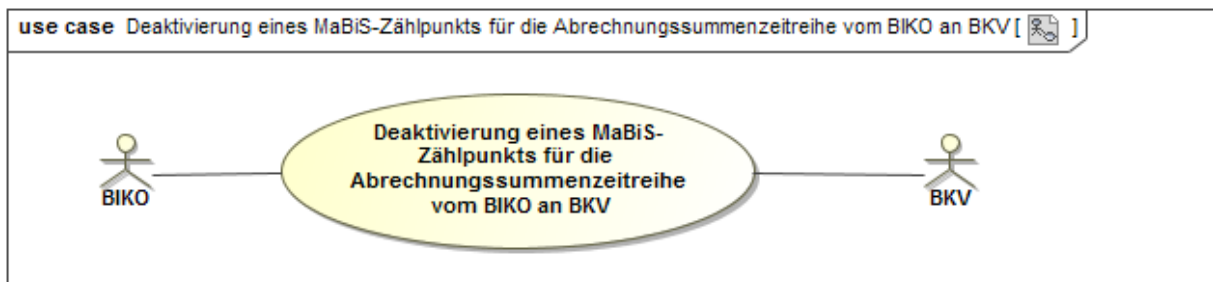 use case Deaktivierung eines MaBiS-Zählpunkts für die Abrechnungssummenzeitreihe vom BIKO an BKV [ ]
Deaktivierung eines MaBiS-
Zählpunkts für die
Abrechnungssummenzeitreihe
vom BIKO an BKV
BIKO
BKV